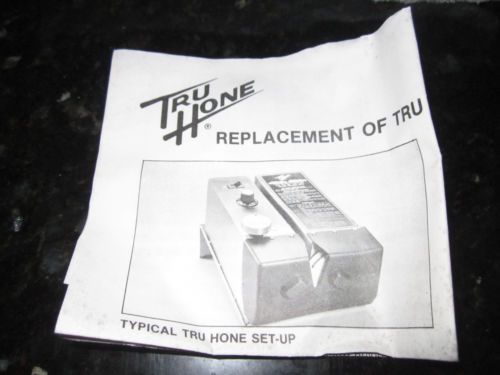 TRU
HONE
®
REPLACEMENT OF TRU
TYPICAL TRU HONE SET-UP